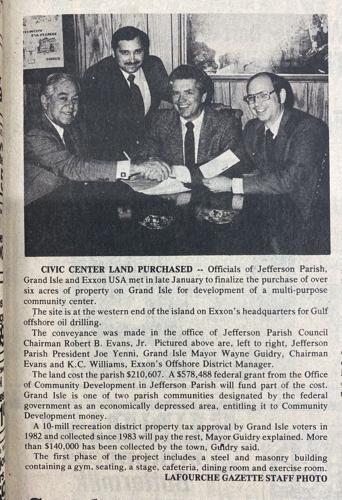 CIVIC CENTER LAND PURCHASED -- Officials of Jefferson Parish,
Grand Isle and Exxon USA met in late January to finalize the purchase of over
six acres of property on Grand Isle for development of a multi-purpose
community center.
The site is at the western end of the island on Exxon's headquarters for Gulf
offshore oil drilling.
The conveyance was made in the office of Jefferson Parish Council
Chairman Robert B. Evans, Jr. Pictured above are, left to right, Jefferson
Parish President Joe Yenni, Grand Isle Mayor Wayne Guidry, Chairman
Evans and K.C. Williams, Exxon's Offshore District Manager.
The land cost the parish $210,607. A $578,488 federal grant from the Office
of Community Development in Jefferson Parish will fund part of the cost.
Grand Isle is one of two parish communities designated by the federal
government as an economically depressed area, entitling it to Community
Development money.
A 10-mill recreation district property tax approval by Grand Isle voters in
1982 and collected since 1983 will pay the rest, Mayor Guidry explained. More
than $140,000 has been collected by the town, Guidry said.
The first phase of the project includes a steel and masonry building
containing a gym, seating, a stage, cafeteria, dining room and exercise room.
LAFOURCHE GAZETTE STAFF PHOTO